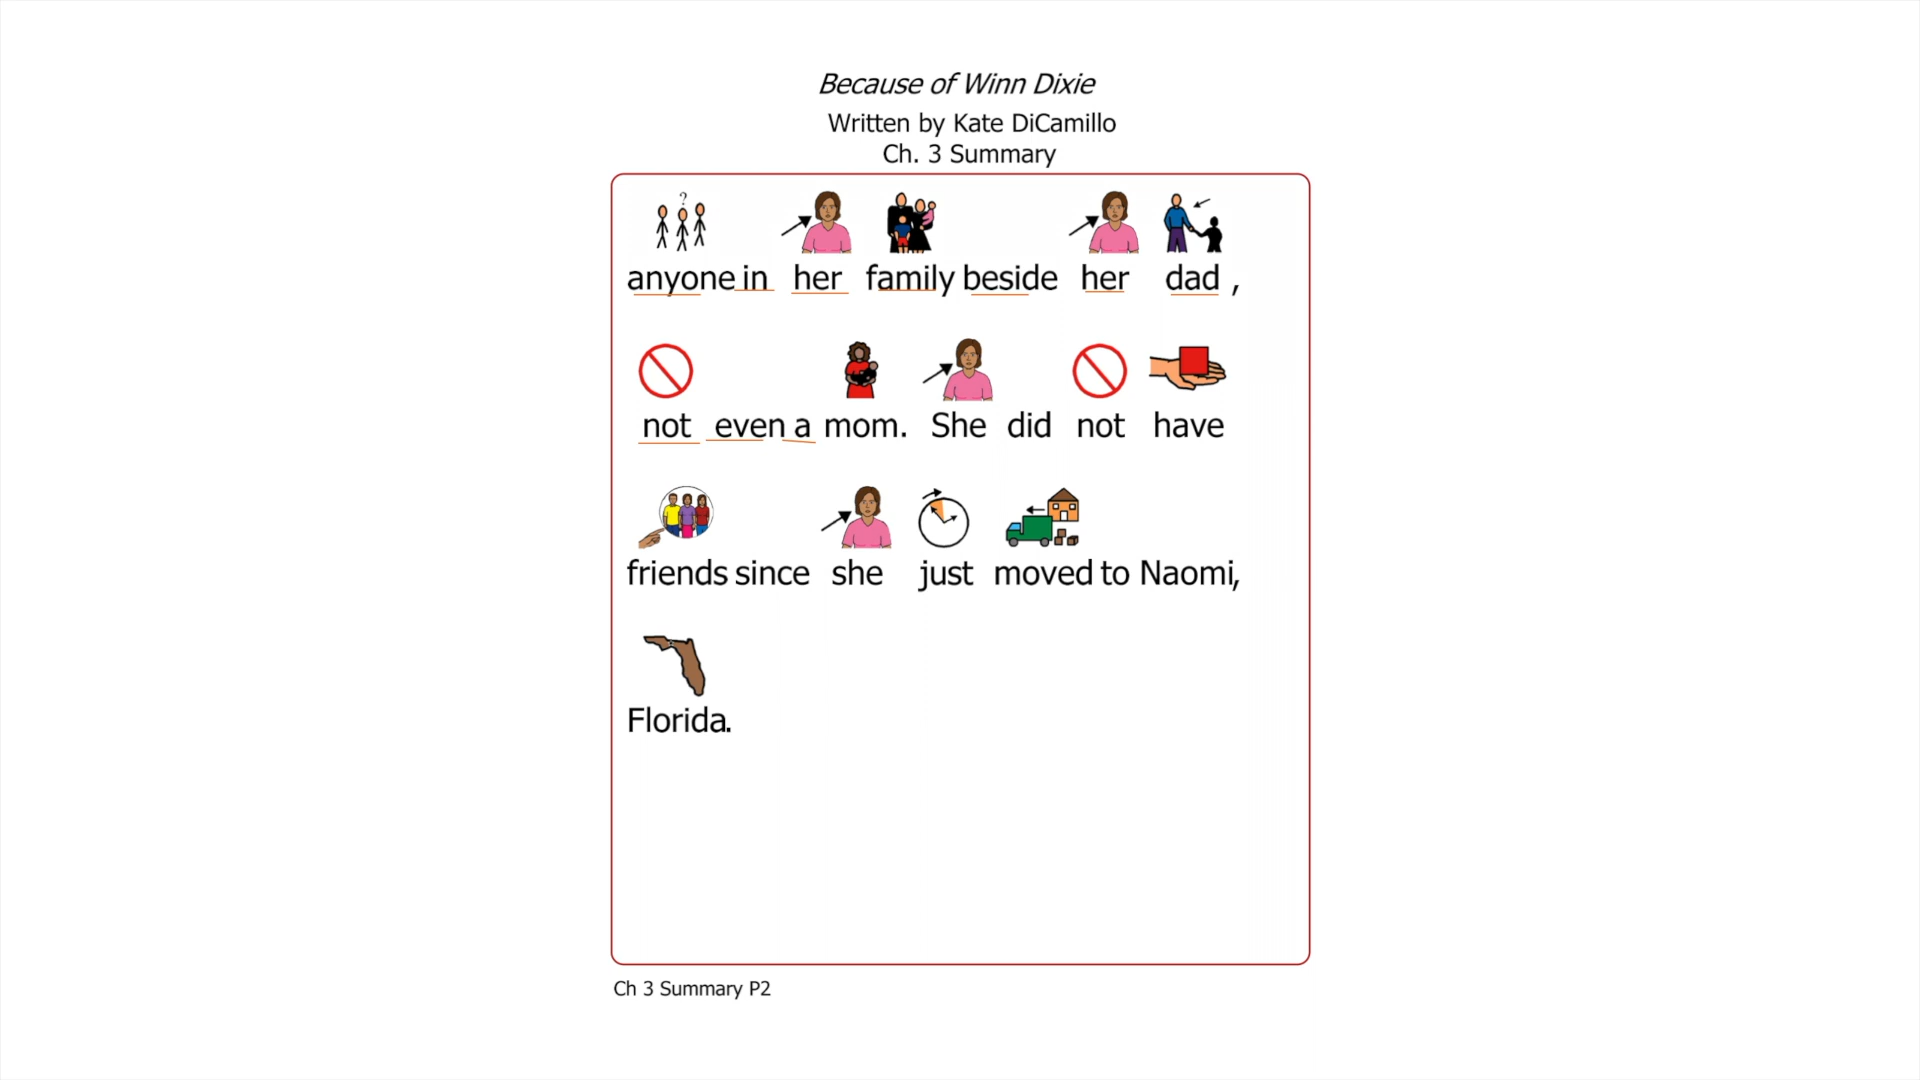 Because of Winn Dixie
Written by Kate DiCamillo
Ch. 3 Summary
?
anyone in her family beside her dad ,
not even a mom. She did not have
friends since she just moved to Naomi,
Florida.
Ch 3 Summary P2